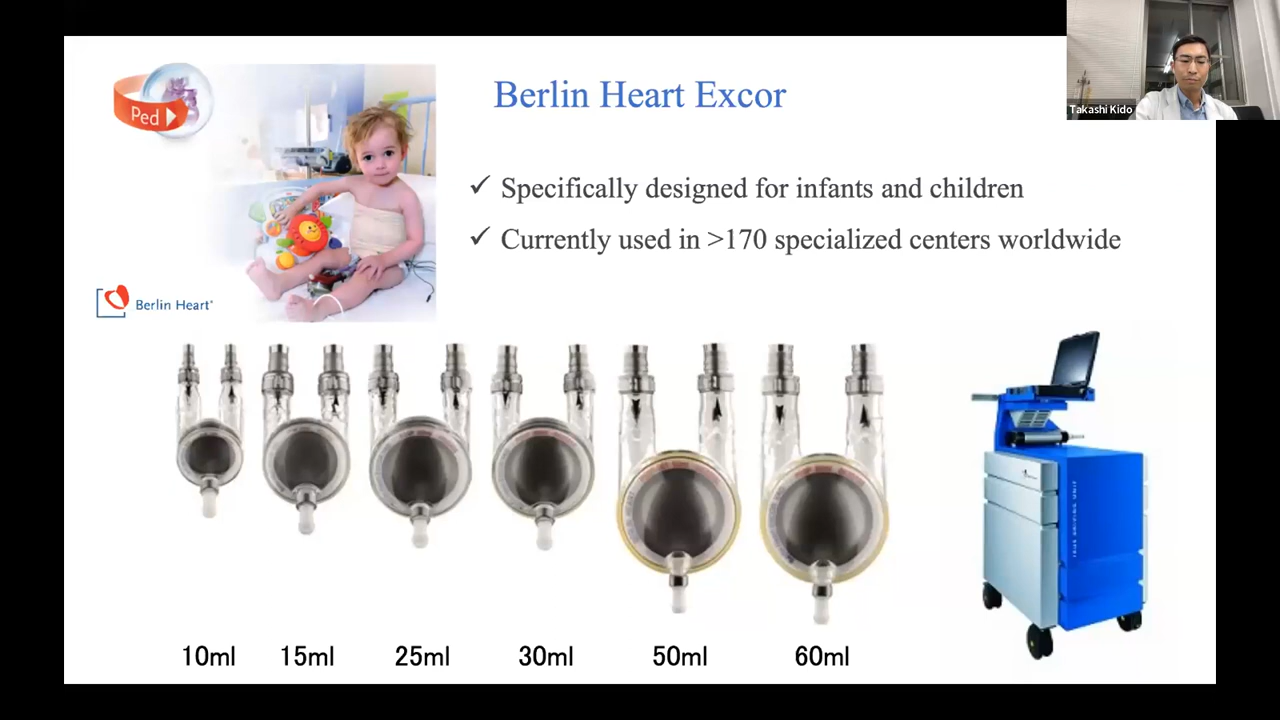 Takashi Kido
Ped
Berlin Heart Excor
✓ Specifically designed for infants and children
✓ Currently used in >170 specialized centers worldwide
Berlin Heart
10ml 15ml 25ml 30ml 50ml 60ml